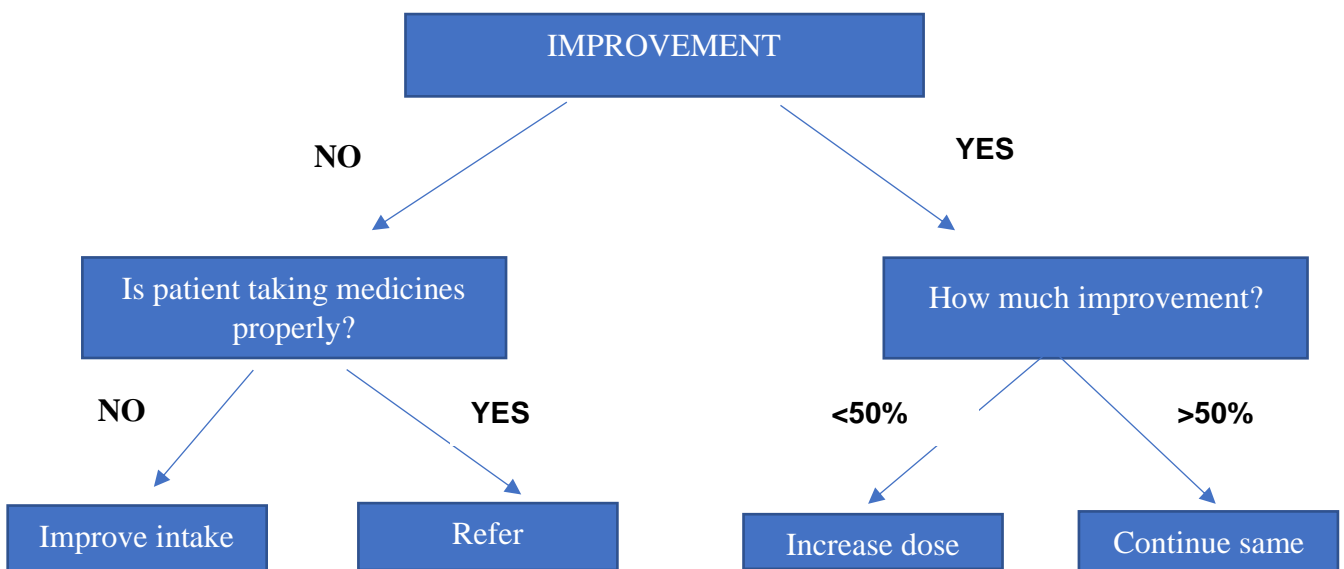 IMPROVEMENT
NO
YES
Is patient taking medicines
properly?
How much improvement?
NO
YES
<50%
>50%
Improve intake
Refer
Increase dose
Continue same